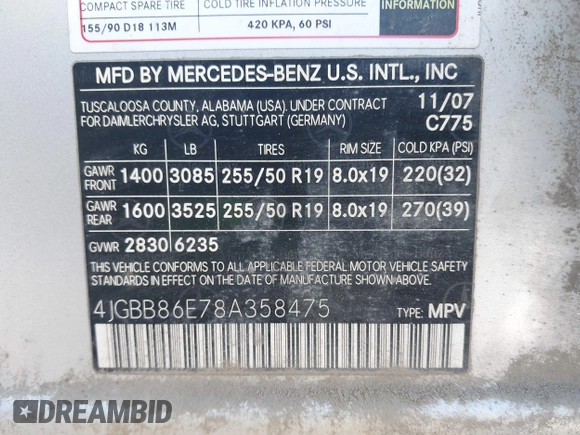 COMPACT SPARE TIRE COLD TIRE INFLATION PRESSURE INFORMATION
155/90 D18 113M 420 KPA, 60 PSI
MFD BY MERCEDES-BENZ U.S. INTL., INC
TUSCALOOSA COUNTY, ALABAMA (USA). UNDER CONTRACT 11/07
FOR DAIMLERCHRYSLER AG, STUTTGART (GERMANY) C775
KG LB TIRES RIM SIZE COLD KPA (PSI)
GAWR FRONT 1400 3085 255/50 R19 8.0x19 220(32)
GAWR REAR 1600 3525 255/50 R19 8.0x19 270(39)
GVWR 2830 6235
THIS VEHICLE CONFORMS TO ALL APPLICABLE FEDERAL MOTOR VEHICLE SAFETY
STANDARDS IN EFFECT ON THE DATE OF MANUFACTURE SHOWN ABOVE.
4JGBB86E78A358475 TYPE: MPV
DREAMBID